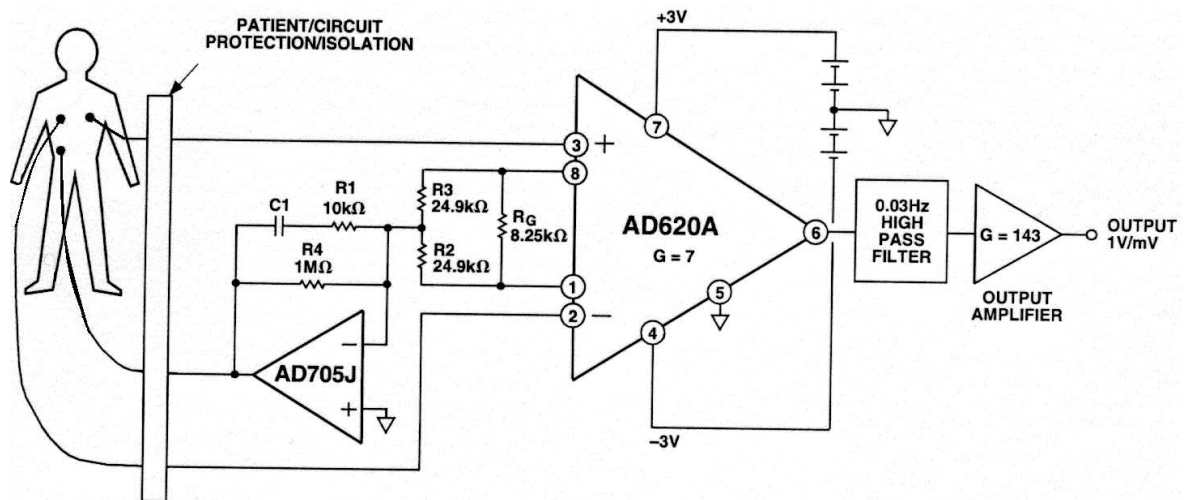 PATIENT/CIRCUIT
PROTECTION/ISOLATION
+3V
3
+
8
7
R1
10kΩ
C1
R3
24.9kΩ
RG
8.25kΩ
R4
1MΩ
R2
24.9kΩ
AD620A
G = 7
6
0.03Hz
HIGH
PASS
FILTER
G = 143
OUTPUT
1V/mV
OUTPUT
AMPLIFIER
1
2
−
5
4
AD705J
−
+
−3V